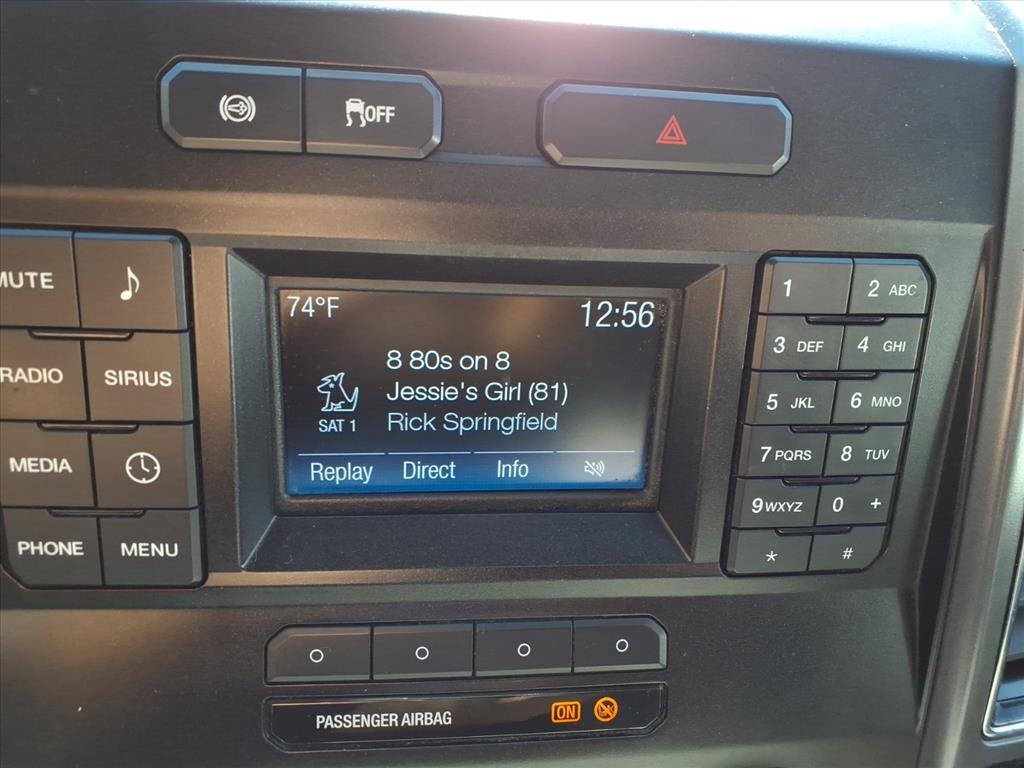 OFF
MUTE
RADIO
SIRIUS
MEDIA
PHONE
MENU
74°F
12:56
8 80s on 8
Jessie's Girl (81)
Rick Springfield
SAT 1
Replay Direct Info
1
2 ABC
3 DEF
4 GHI
5 JKL
6 MNO
7 PQRS
8 TUV
9 WXYZ
0 +
*
#
PASSENGER AIRBAG ON